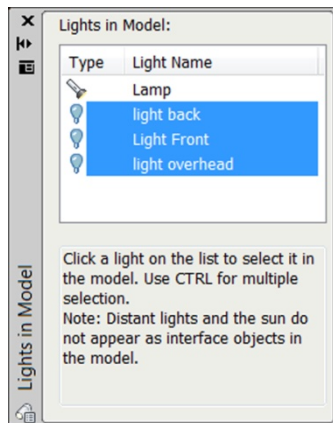 Lights in Model:
Type Light Name
Lamp
light back
Light Front
light overhead
Click a light on the list to select it in
the model. Use CTRL for multiple
selection.
Note: Distant lights and the sun do
not appear as interface objects in
the model.
Lights in Model